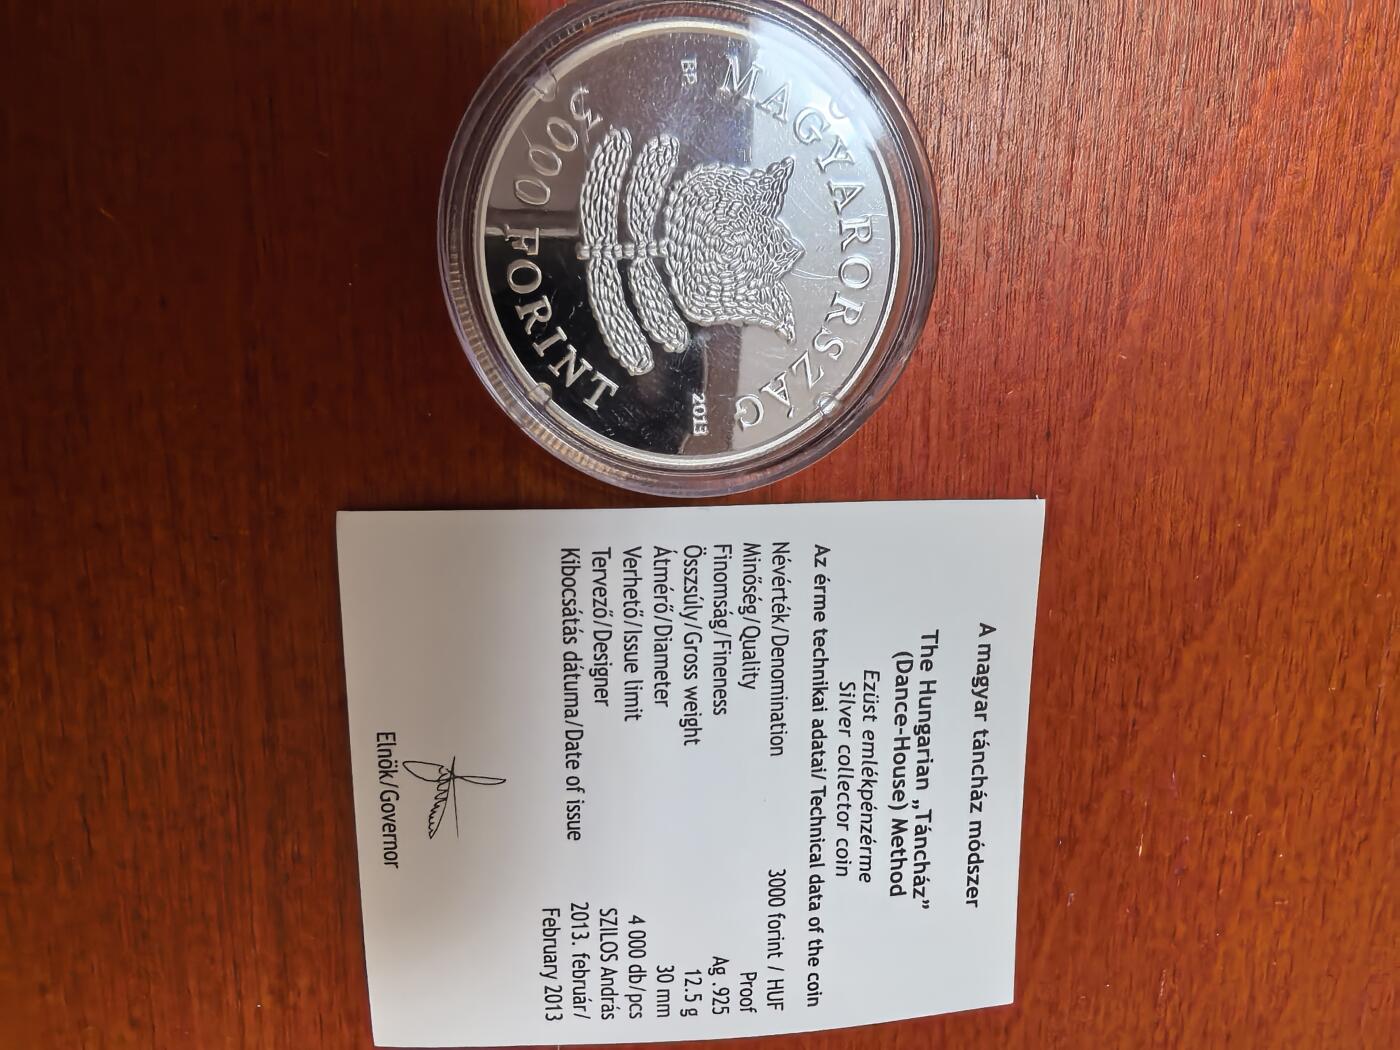 MAGYARORSZÁG
BP.
2013
3000 FORINT
A magyar táncház módszer
The Hungarian „Táncház”
(Dance-House) Method
Ezüst emlékpénzérme
Silver collector coin
Az érme technikai adatai/ Technical data of the coin
Névérték/Denomination 3000 forint / HUF
Minőség/Quality Proof
Finomság/Fineness Ag .925
Összsúly/Gross weight 12.5 g
Átmérő/Diameter 30 mm
Verhető/Issue limit 4 000 db/pcs
Tervező/Designer SZILOS András
Kibocsátás dátuma/Date of issue 2013. február/
February 2013
Elnök/Governor